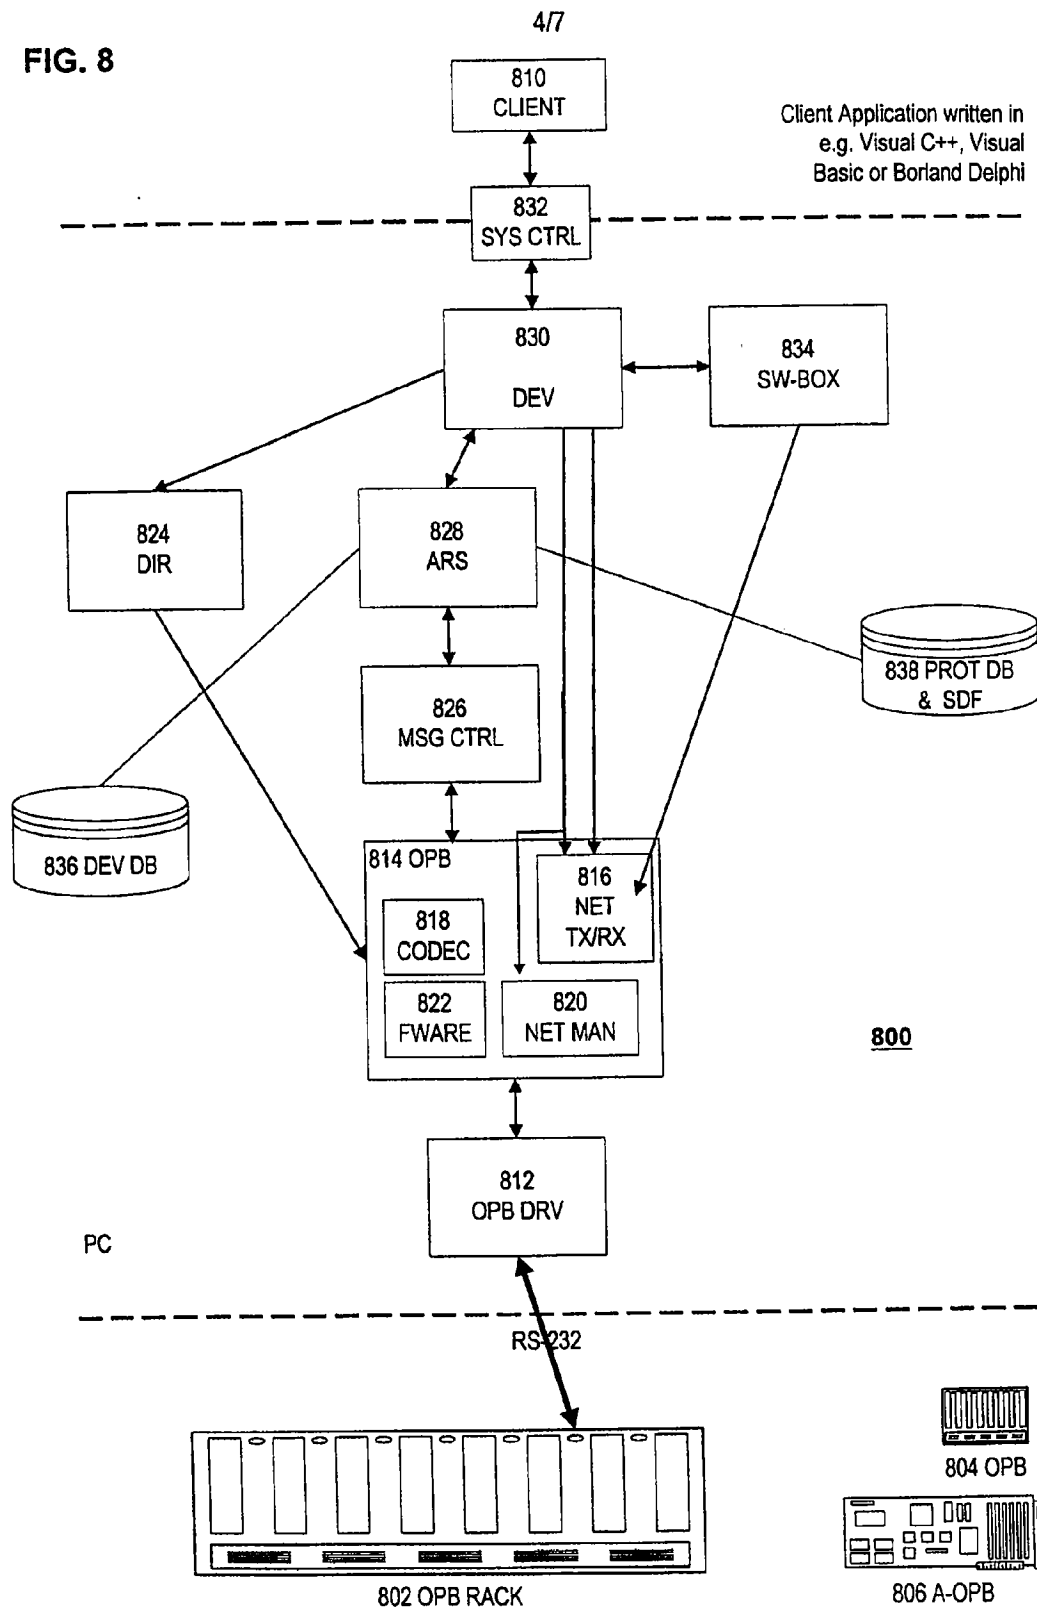 4/7
FIG. 8
810
CLIENT
Client Application written in
e.g. Visual C++, Visual
Basic or Borland Delphi
832
SYS CTRL
830
DEV
834
SW-BOX
824
DIR
828
ARS
838 PROT DB
& SDF
826
MSG CTRL
836 DEV DB
814 OPB
816
NET
TX/RX
818
CODEC
822
FWARE
820
NET MAN
800
812
OPB DRV
PC
RS-232
804 OPB
802 OPB RACK
806 A-OPB